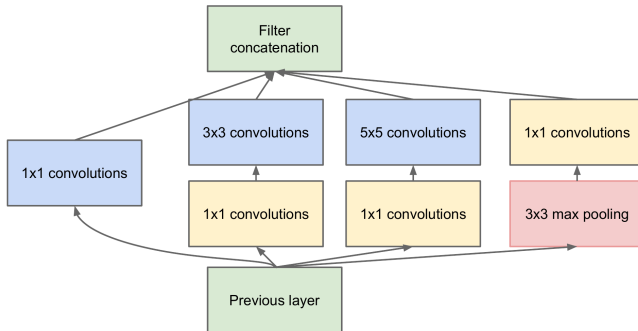 Filter
concatenation
3x3 convolutions
5x5 convolutions
1x1 convolutions
1x1 convolutions
1x1 convolutions
1x1 convolutions
3x3 max pooling
Previous layer